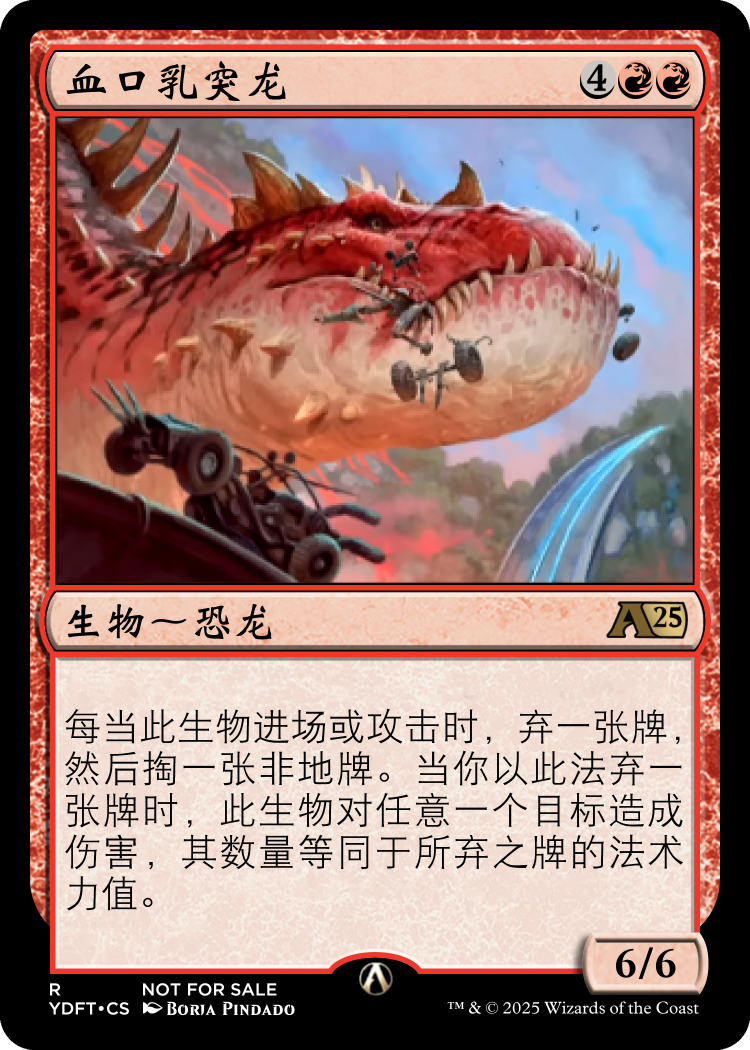 血口乳突龙 4
生物～恐龙 A25
每当此生物进场或攻击时，弃一张牌，
然后掏一张非地牌。当你以此法弃一
张牌时，此生物对任意一个目标造成
伤害，其数量等同于所弃之牌的法术
力值。
6/6
R NOT FOR SALE
YDFT•CS BORJA PINDADO
™ & © 2025 Wizards of the Coast